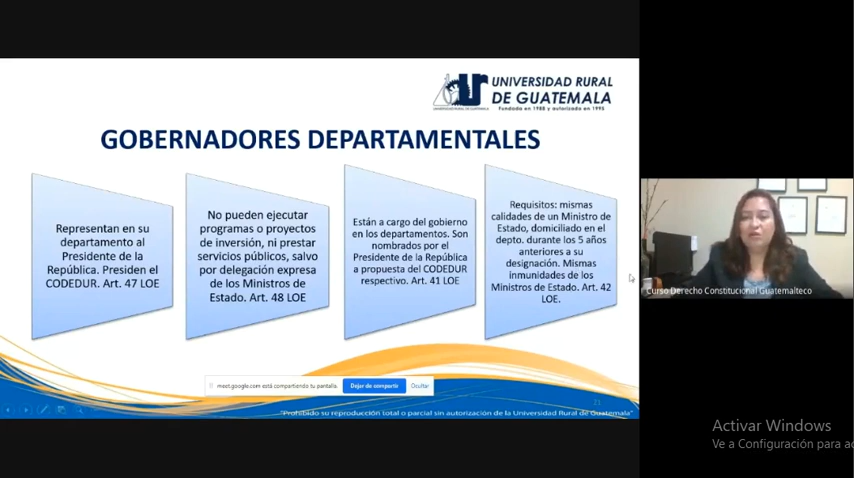 UNIVERSIDAD RURAL
DE GUATEMALA
Fundada en 1988 y autorizada en 1995
GOBERNADORES DEPARTAMENTALES
Representan en su
departamento al
Presidente de la
República. Presiden el
CODEDUR. Art. 47 LOE
No pueden ejecutar
programas o proyectos
de inversión, ni prestar
servicios públicos, salvo
por delegación expresa
de los Ministros de
Estado. Art. 48 LOE
Están a cargo del gobierno
en los departamentos. Son
nombrados por el
Presidente de la República
a propuesta del CODEDUR
respectivo. Art. 41 LOE
Requisitos: mismas
calidades de un Ministro de
Estado, domiciliado en el
depto. durante los 5 años
anteriores a su
designación. Mismas
inmunidades de los
Ministros de Estado. Art. 42
LOE.
Curso Derecho Constitucional Guatemalteco
meet.google.com está compartiendo tu pantalla.
Dejar de compartir
Ocultar
21
"Prohibido su reproducción total o parcial sin autorización de la Universidad Rural de Guatemala"
Activar Windows
Ve a Configuración para ac